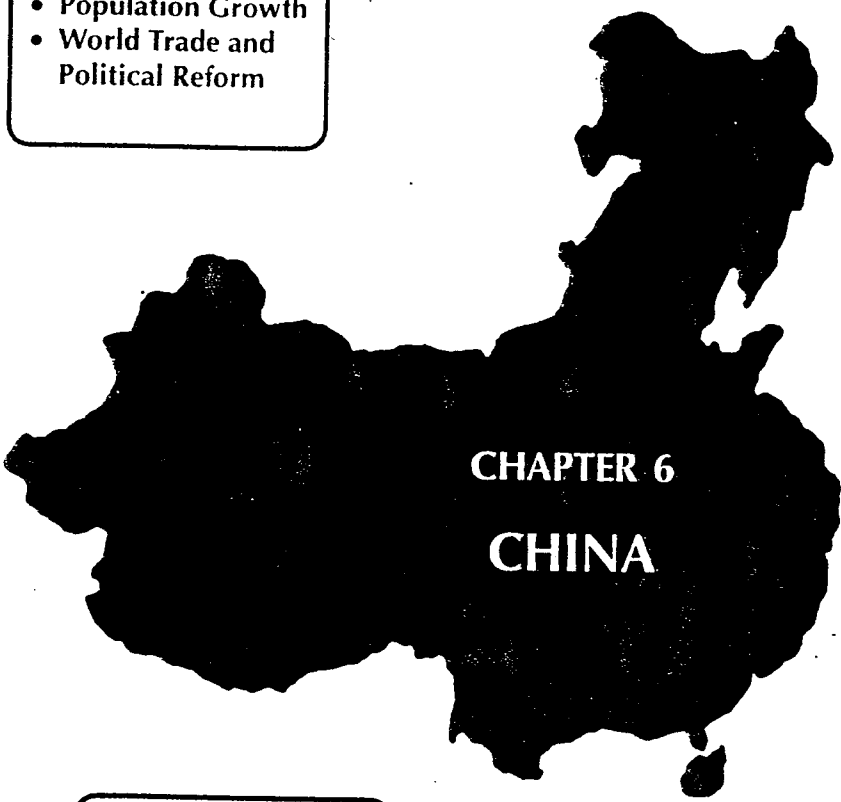 • Population Growth
• World Trade and
Political Reform
CHAPTER 6
CHINA